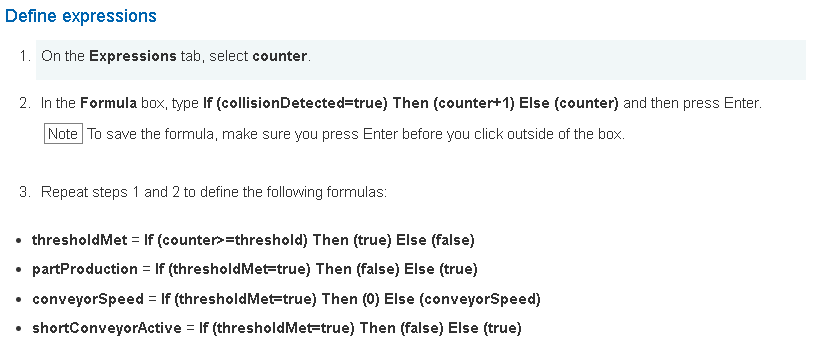 Define expressions
1. On the Expressions tab, select counter.
2. In the Formula box, type If (collisionDetected=true) Then (counter+1) Else (counter) and then press Enter.
Note To save the formula, make sure you press Enter before you click outside of the box.
3. Repeat steps 1 and 2 to define the following formulas:
• thresholdMet = If (counter>=threshold) Then (true) Else (false)
• partProduction = If (thresholdMet=true) Then (false) Else (true)
• conveyorSpeed = If (thresholdMet=true) Then (0) Else (conveyorSpeed)
• shortConveyorActive = If (thresholdMet=true) Then (false) Else (true)